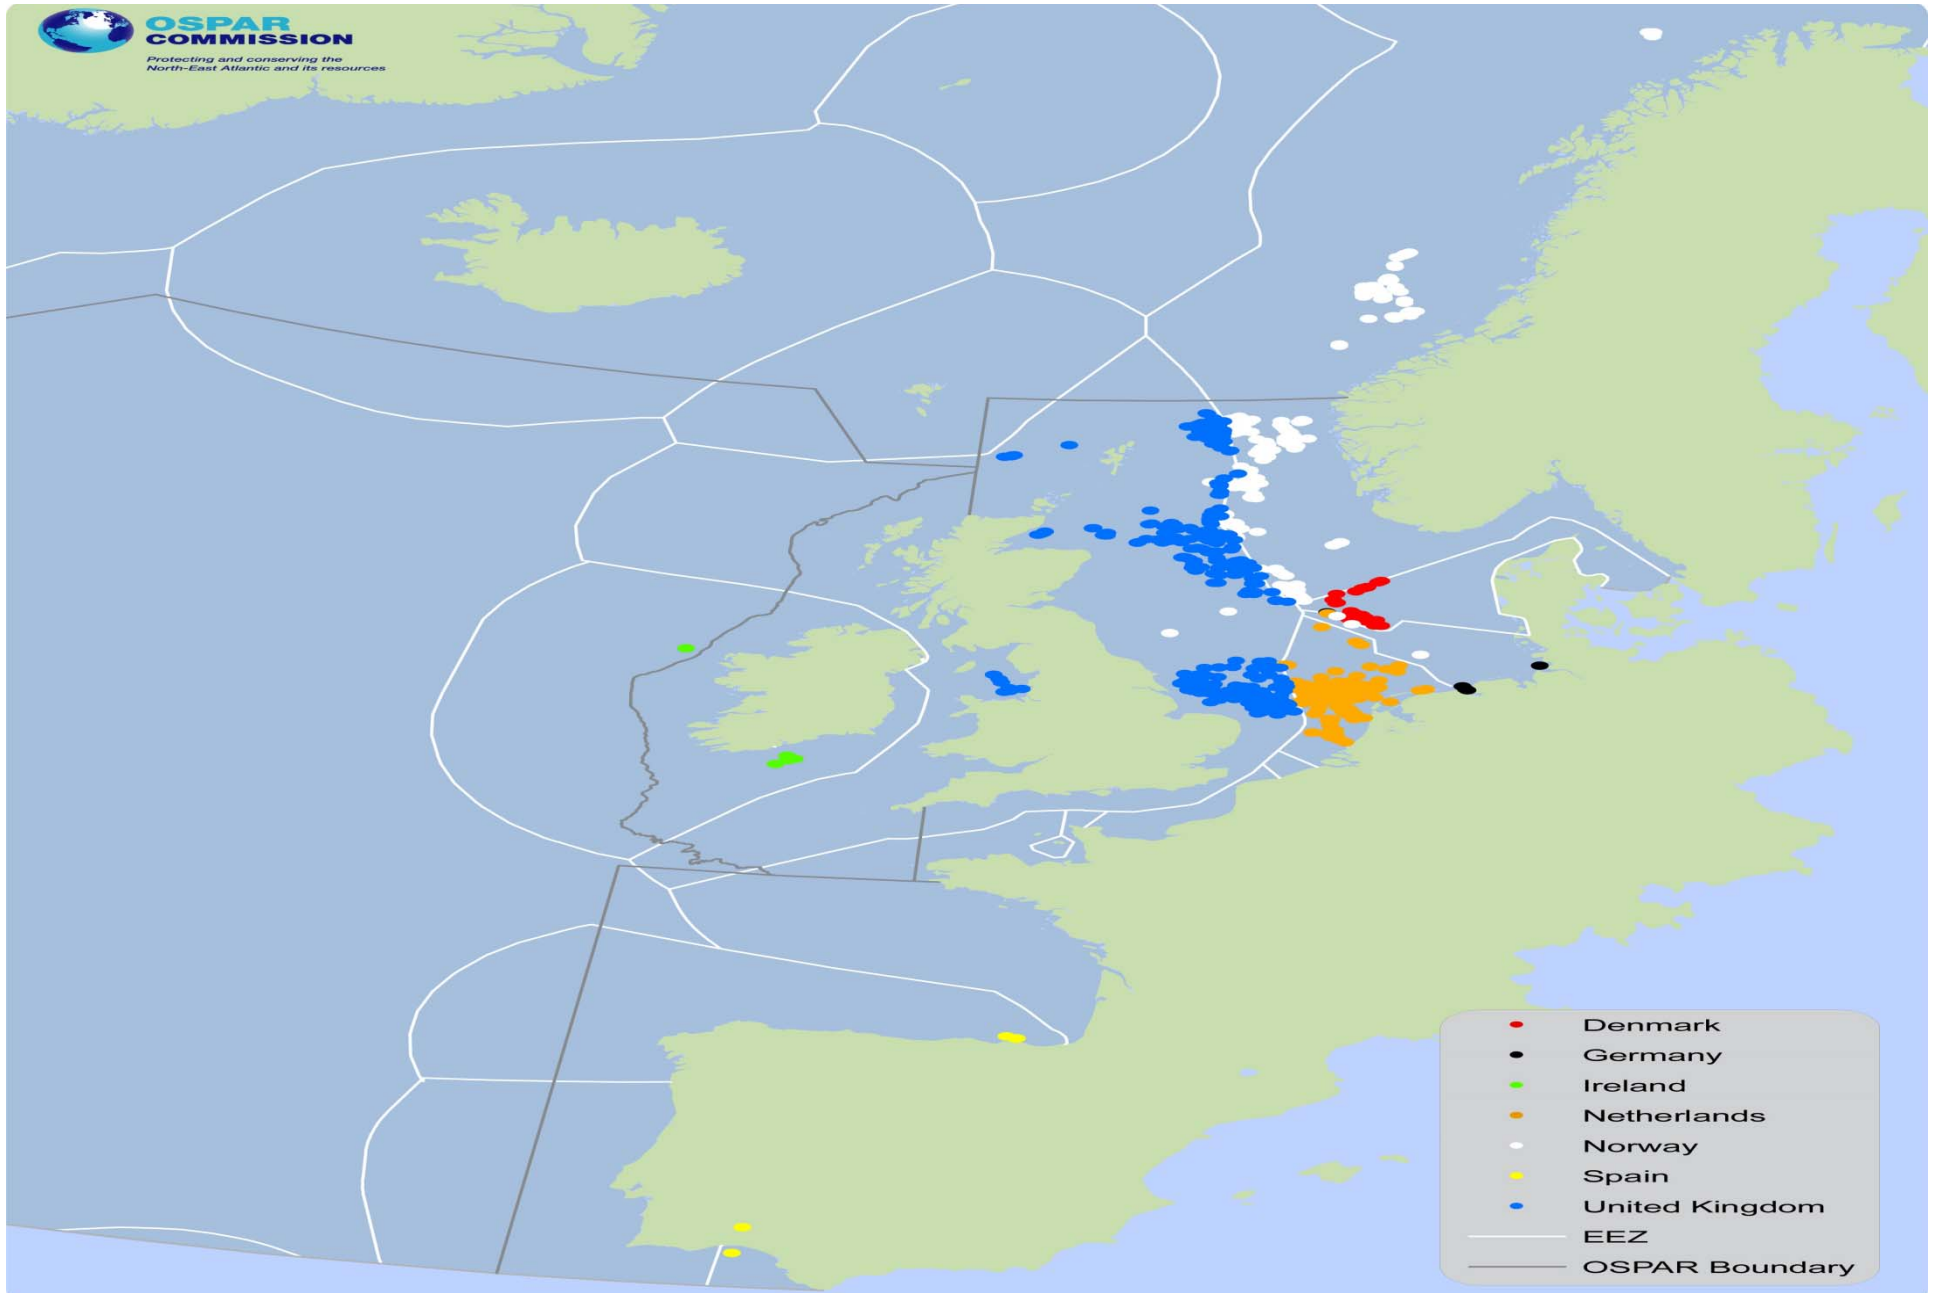 OSPAR
COMMISSION
Protecting and conserving the
North-East Atlantic and its resources
Denmark
Germany
Ireland
Netherlands
Norway
Spain
United Kingdom
EEZ
OSPAR Boundary